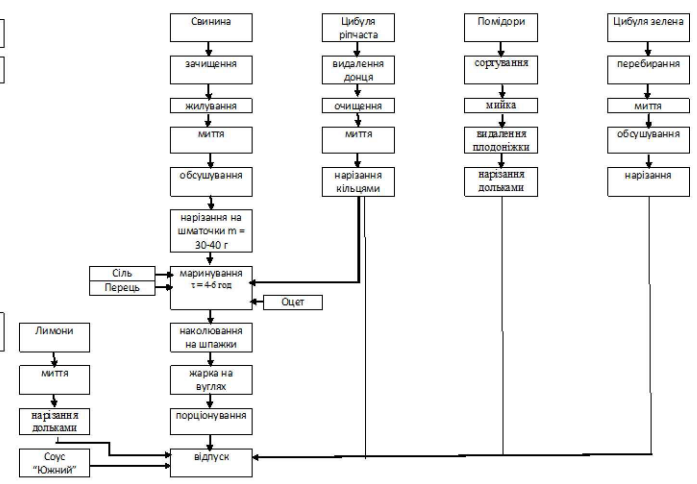 Свинина
Цибуля
ріпчаста
Помідори
Цибуля зелена
зачищення
видалення
донця
сортування
перебирання
жилування
очищення
мийка
миття
миття
миття
видалення
плодоніжки
обсушування
обсушування
нарізання
кільцями
нарізання
дольками
нарізання
нарізання на
шматочки m =
30-40 г
Сіль
Перець
маринування
τ = 4-6 год
Оцет
Лимони
наколювання
на шпажки
миття
жарка на
вуглях
нарізання
дольками
порціонування
Соус
"Южний"
відпуск